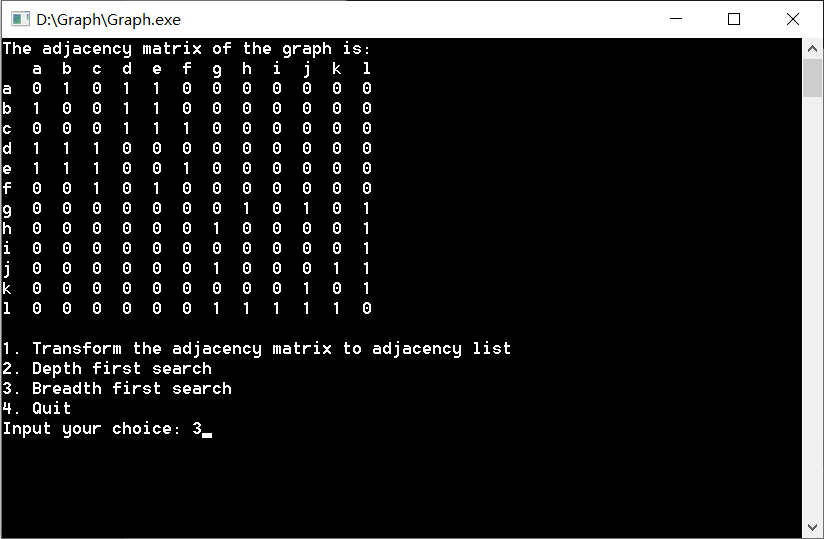 D:\Graph\Graph.exe
The adjacency matrix of the graph is:
   a  b  c  d  e  f  g  h  i  j  k  l
a  0  1  0  1  1  0  0  0  0  0  0  0
b  1  0  0  1  1  0  0  0  0  0  0  0
c  0  0  0  1  1  1  0  0  0  0  0  0
d  1  1  1  0  0  0  0  0  0  0  0  0
e  1  1  1  0  0  1  0  0  0  0  0  0
f  0  0  1  0  1  0  0  0  0  0  0  0
g  0  0  0  0  0  0  0  1  0  1  0  1
h  0  0  0  0  0  0  1  0  0  0  0  1
i  0  0  0  0  0  0  0  0  0  0  0  1
j  0  0  0  0  0  0  1  0  0  0  1  1
k  0  0  0  0  0  0  0  0  0  1  0  1
l  0  0  0  0  0  0  1  1  1  1  1  0
1. Transform the adjacency matrix to adjacency list
2. Depth first search
3. Breadth first search
4. Quit
Input your choice: 3